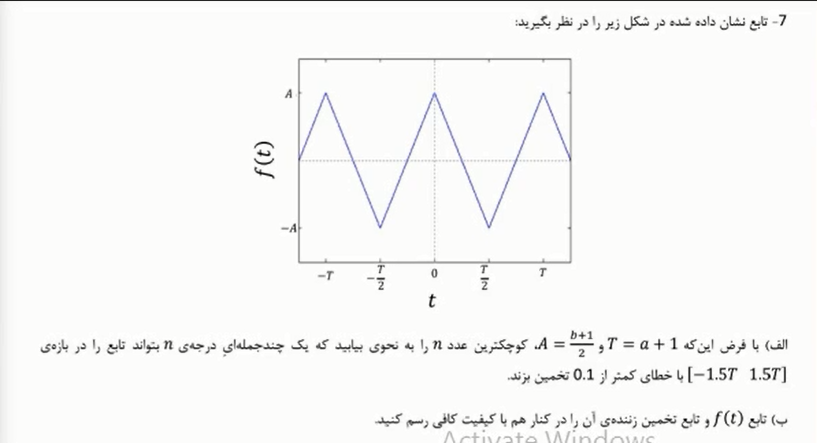 7- تابع نشان داده شده در شکل زیر را در نظر بگیرید:
A
f(t)
−A
−T
−T/2
0
T/2
T
t
الف) با فرض این‌که T = a + 1 و A = (b+1)/2، کوچکترین عدد n را به نحوی بیابید که یک چندجمله‌ایِ درجه‌ی n بتواند تابع را در بازه‌ی
[−1.5T 1.5T] با خطای کمتر از 0.1 تخمین بزند.
ب) تابع f(t) و تابع تخمین زننده‌ی آن را در کنار هم با کیفیت کافی رسم کنید.
Activate Windows